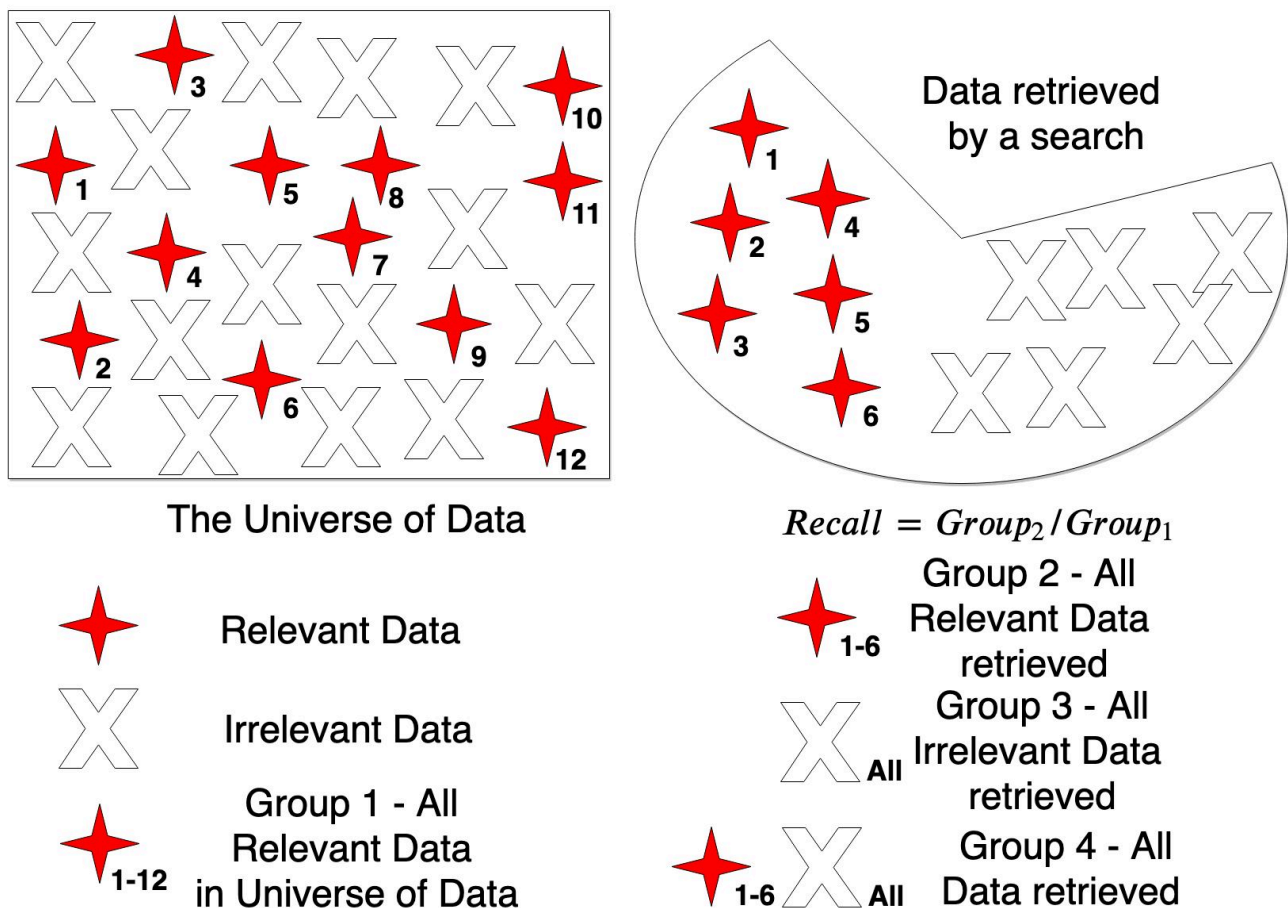 3
10
1
5
8
11
4
7
2
9
6
12
The Universe of Data
Relevant Data
Irrelevant Data
Group 1 - All
Relevant Data
1-12
in Universe of Data
Data retrieved
by a search
1
4
2
5
3
6
Recall = Group₂/Group₁
Group 2 - All
Relevant Data
1-6
retrieved
Group 3 - All
Irrelevant Data
All
retrieved
Group 4 - All
1-6 All Data retrieved